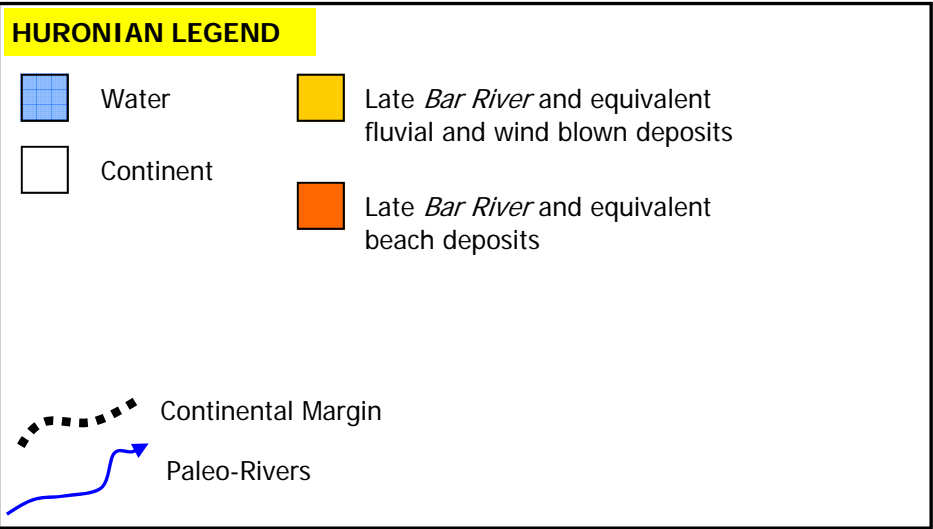 HURONIAN LEGEND
Water
Continent
Late Bar River and equivalent
fluvial and wind blown deposits
Late Bar River and equivalent
beach deposits
Continental Margin
Paleo-Rivers